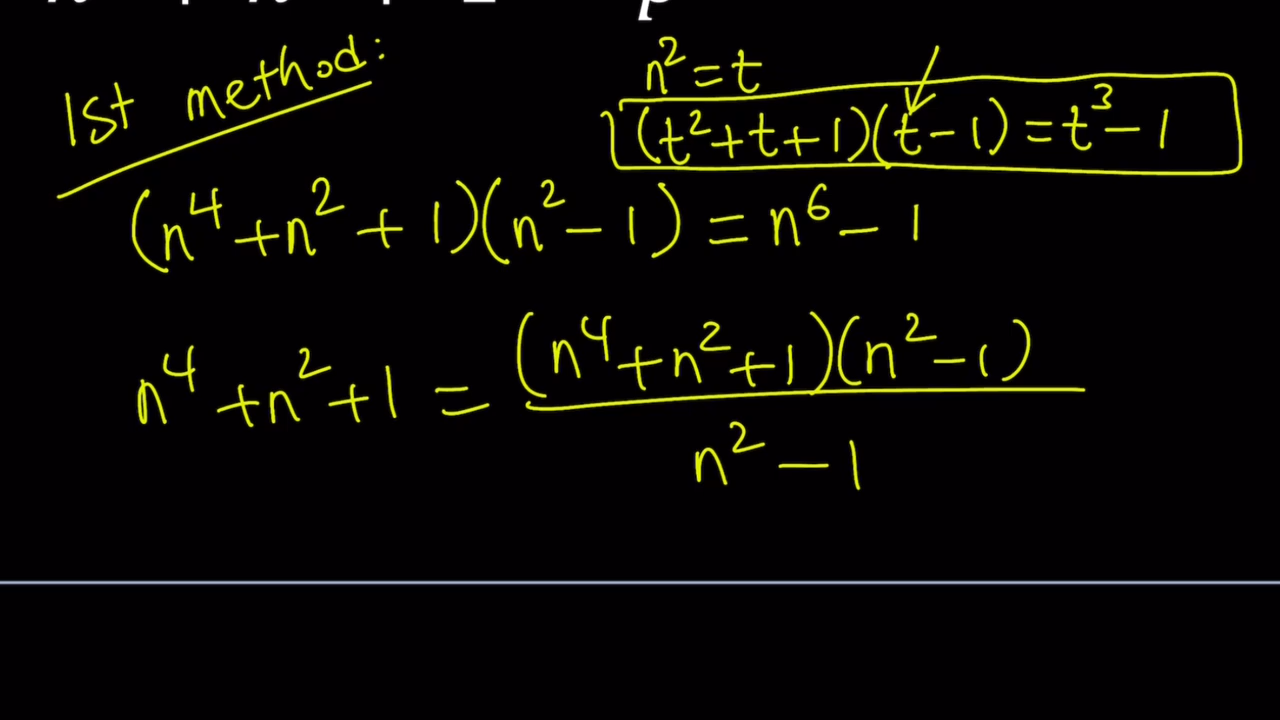 1st method:
n² = t
(t² + t + 1)(t - 1) = t³ - 1
(n⁴ + n² + 1)(n² - 1) = n⁶ - 1
n⁴ + n² + 1 = (n⁴ + n² + 1)(n² - 1)
n² - 1